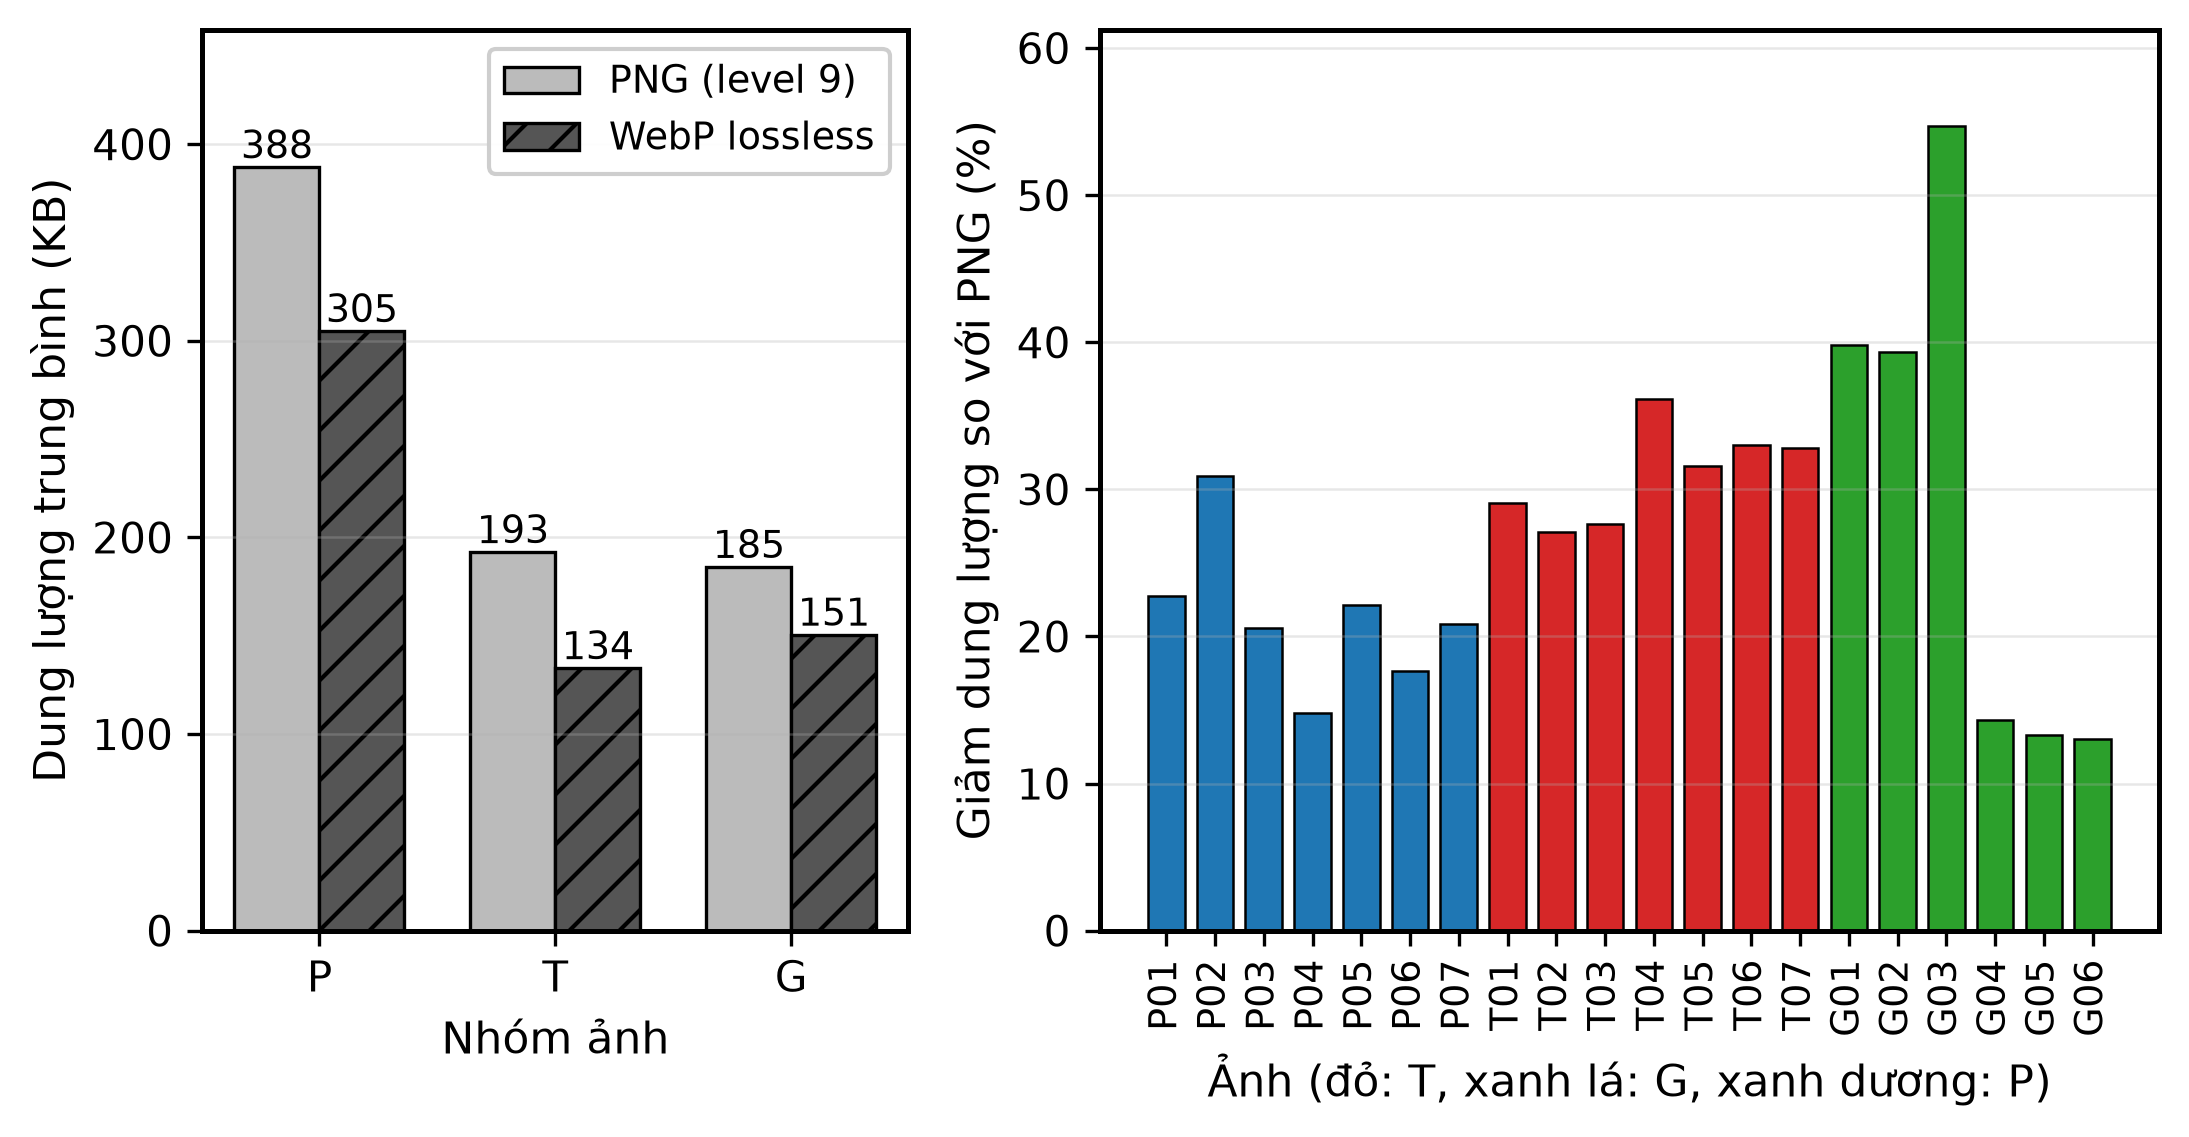 Dung lượng trung bình (KB)
400
300
200
100
0
PNG (level 9)
WebP lossless
388
305
193
134
185
151
P T G
Nhóm ảnh
Giảm dung lượng so với PNG (%)
60
50
40
30
20
10
0
P01 P02 P03 P04 P05 P06 P07 T01 T02 T03 T04 T05 T06 T07 G01 G02 G03 G04 G05 G06
Ảnh (đỏ: T, xanh lá: G, xanh dương: P)